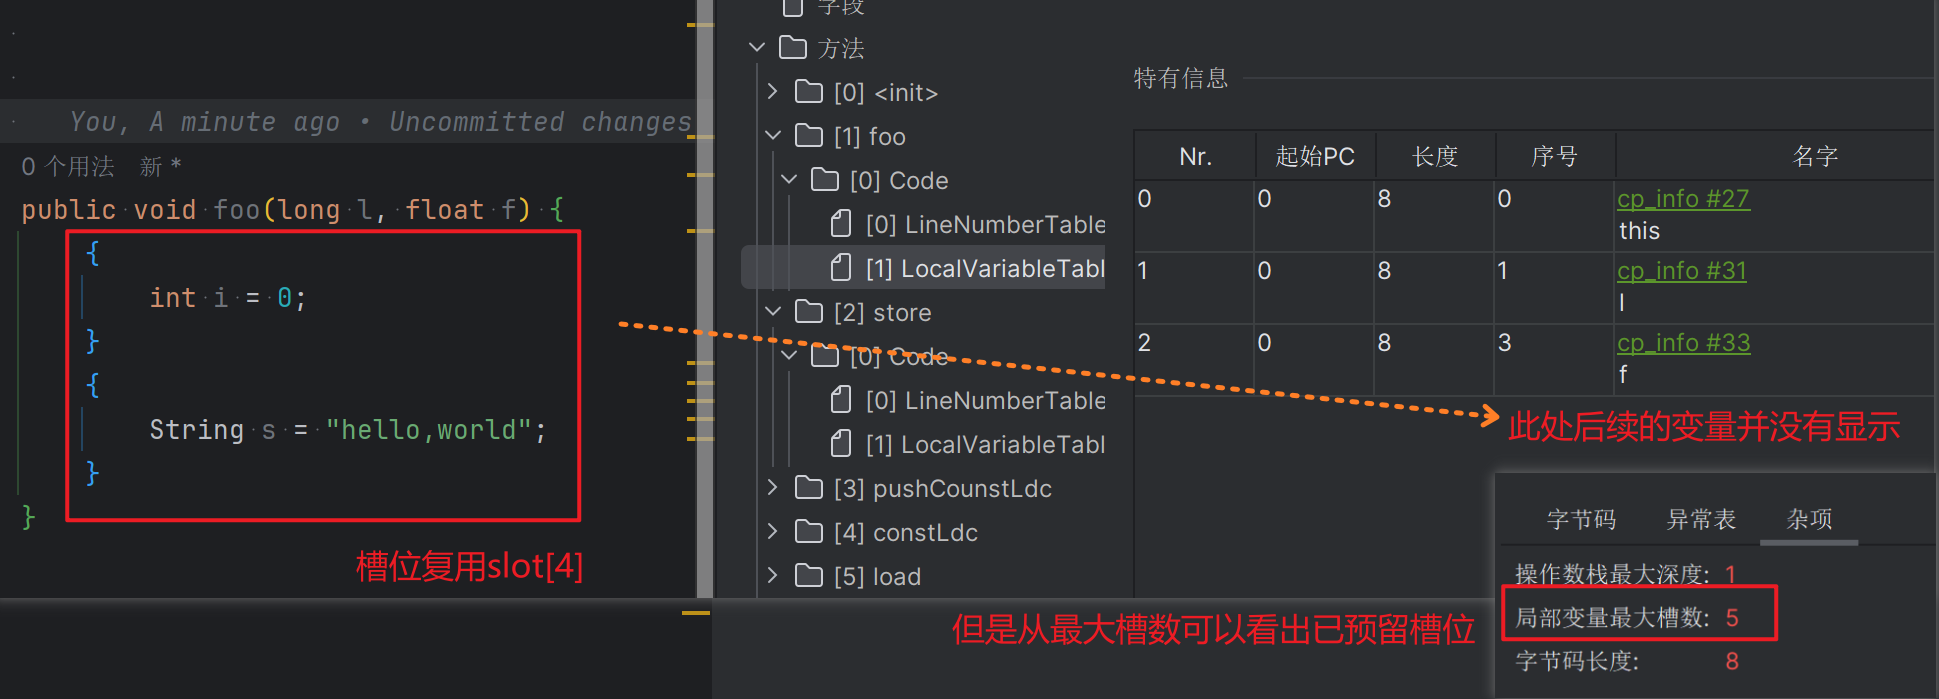 You, A minute ago • Uncommitted changes
0 个用法 新 *
public void foo(long l, float f) {
{
int i = 0;
}
{
String s = "hello,world";
}
}
槽位复用slot[4]
字段
方法
[0] <init>
[1] foo
[0] Code
[0] LineNumberTable
[1] LocalVariableTabl
[2] store
[0] Code
[0] LineNumberTable
[1] LocalVariableTabl
[3] pushCounstLdc
[4] constLdc
[5] load
特有信息
Nr. 起始PC 长度 序号 名字
0 0 8 0 cp_info #27
this
1 0 8 1 cp_info #31
l
2 0 8 3 cp_info #33
f
此处后续的变量并没有显示
但是从最大槽数可以看出已预留槽位
字节码 异常表 杂项
操作数栈最大深度: 1
局部变量最大槽数: 5
字节码长度: 8